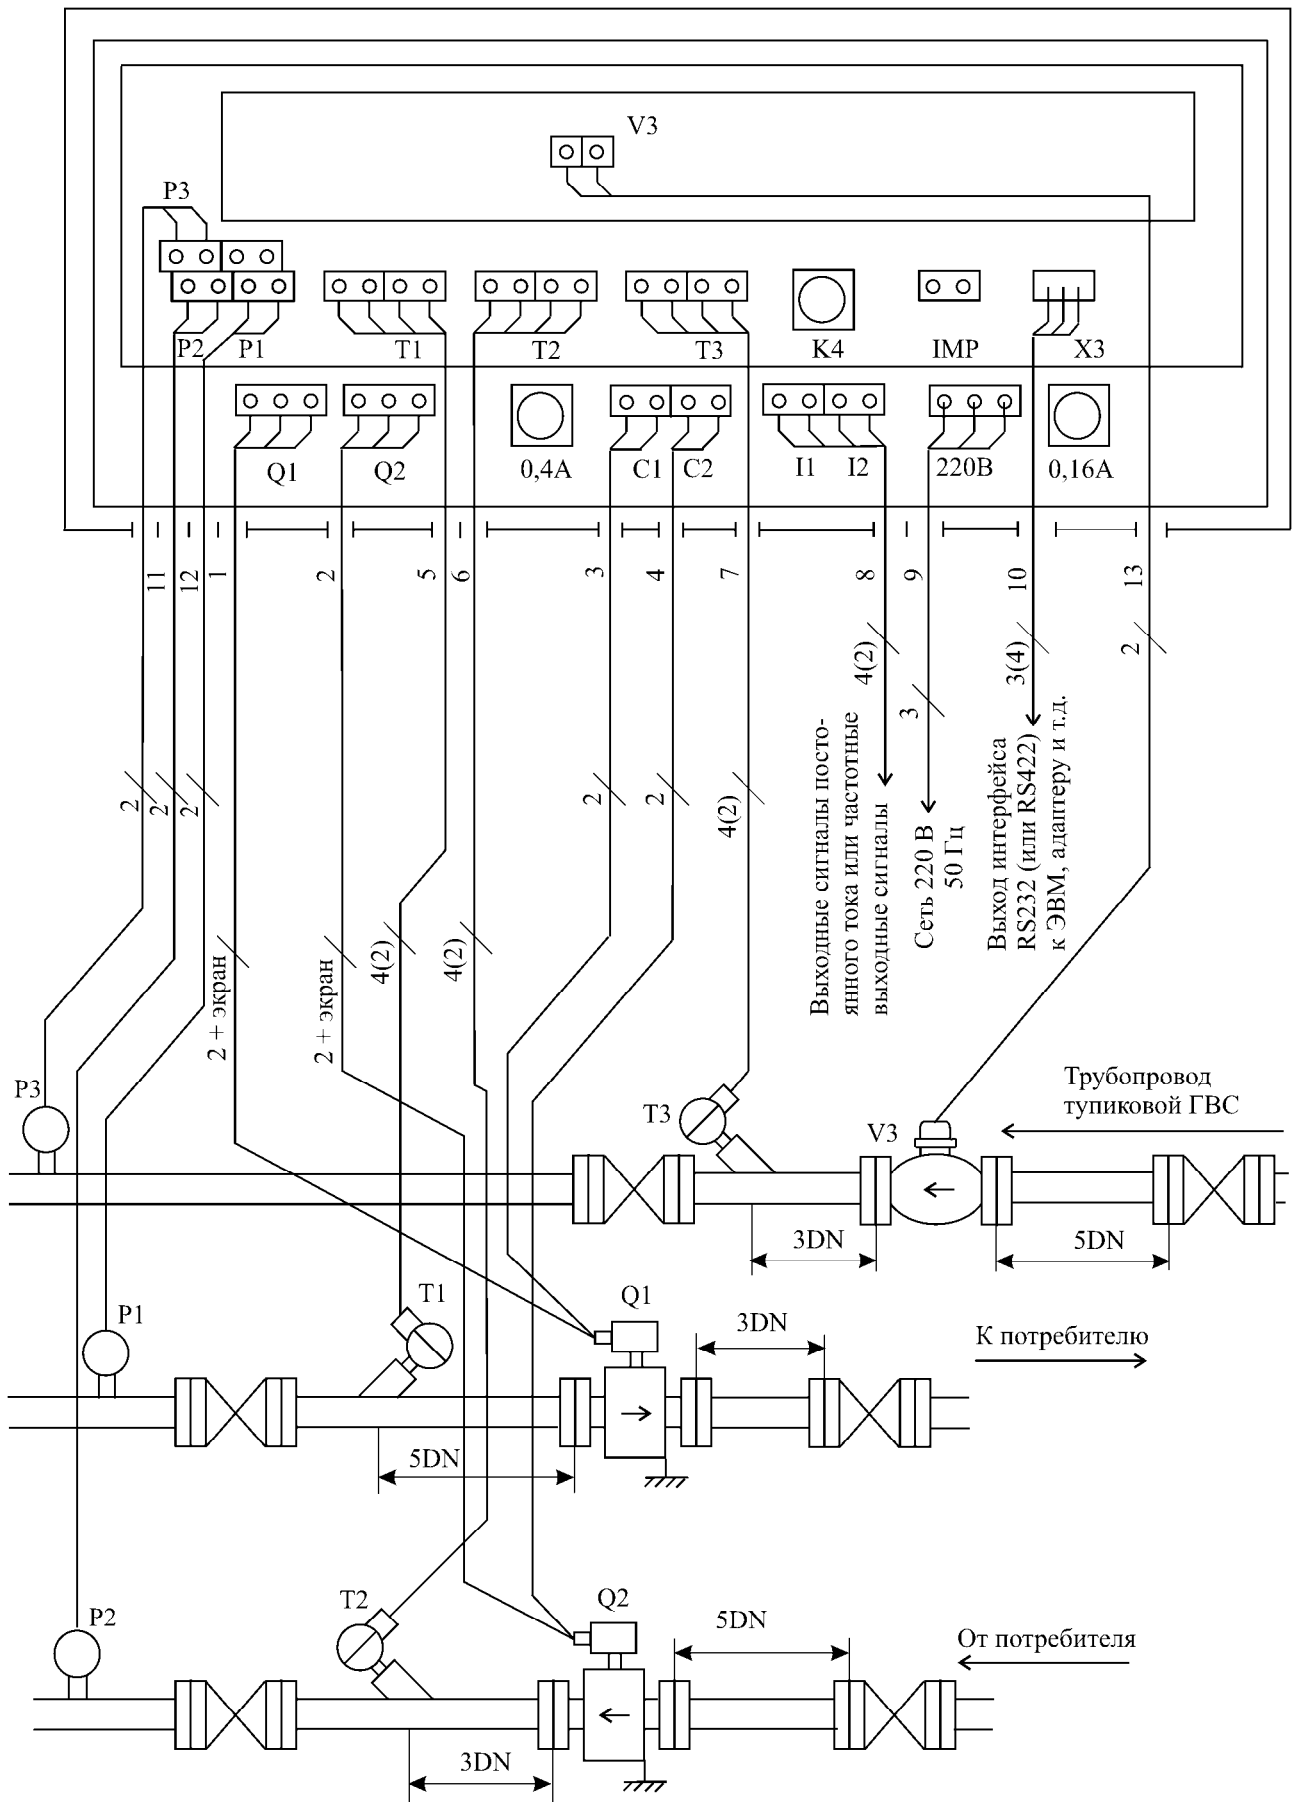 V3
P3
P2
P1
T1
T2
T3
K4
IMP
X3
Q1
Q2
0,4А
C1
C2
I1
I2
220В
0,16А
11
12
1
2
5
6
3
4
7
8
9
10
13
2
2
2
2 + экран
2 + экран
4(2)
4(2)
2
2
4(2)
4(2)
3
3(4)
2
Выходные сигналы посто-
янного тока или частотные
выходные сигналы
Сеть 220 В
50 Гц
Выход интерфейса
RS232 (или RS422)
к ЭВМ, адаптеру и т.д.
P3
T3
V3
Трубопровод
тупиковой ГВС
3DN
5DN
P1
T1
Q1
3DN
К потребителю
5DN
P2
T2
Q2
5DN
От потребителя
3DN